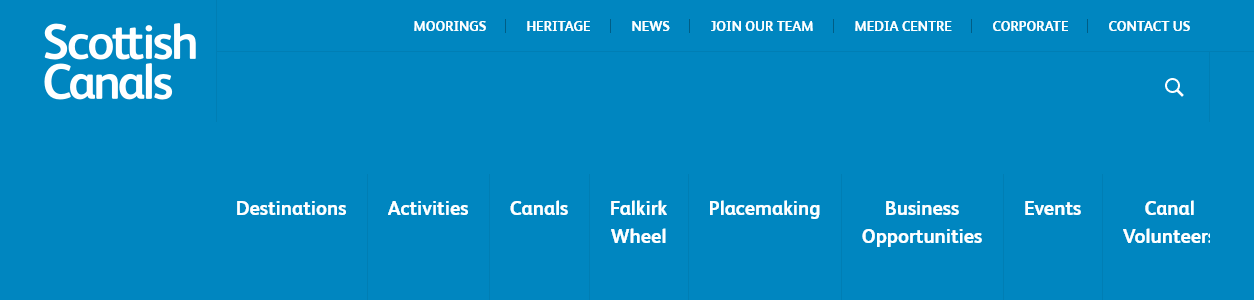 Scottish
Canals
MOORINGS HERITAGE NEWS JOIN OUR TEAM MEDIA CENTRE CORPORATE CONTACT US
Destinations Activities Canals Falkirk Wheel Placemaking Business Opportunities Events Canal Volunteers